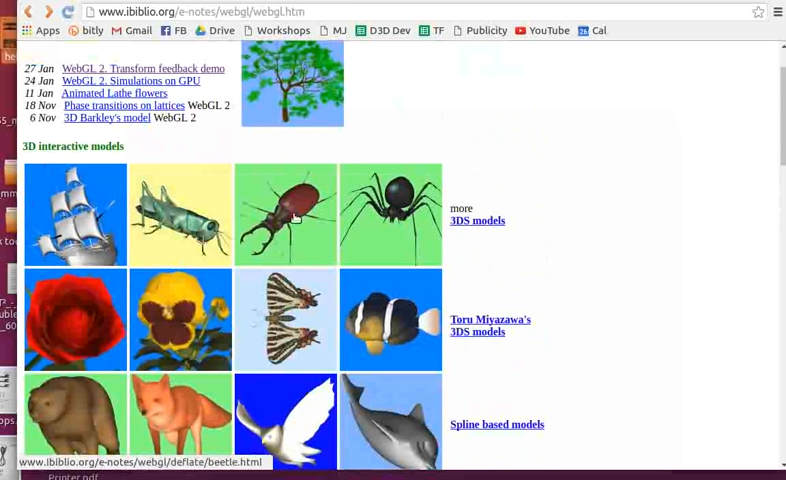 www.ibiblio.org/e-notes/webgl/webgl.htm
Apps bitly Gmail FB Drive Workshops MJ D3D Dev TF Publicity YouTube Cal
27 Jan WebGL 2. Transform feedback demo
24 Jan WebGL 2. Simulations on GPU
11 Jan Animated Lathe flowers
18 Nov Phase transitions on lattices WebGL 2
6 Nov 3D Barkley's model WebGL 2
3D interactive models
more
3DS models
Toru Miyazawa's
3DS models
Spline based models
www.ibiblio.org/e-notes/webgl/deflate/beetle.html
Printer.pdf